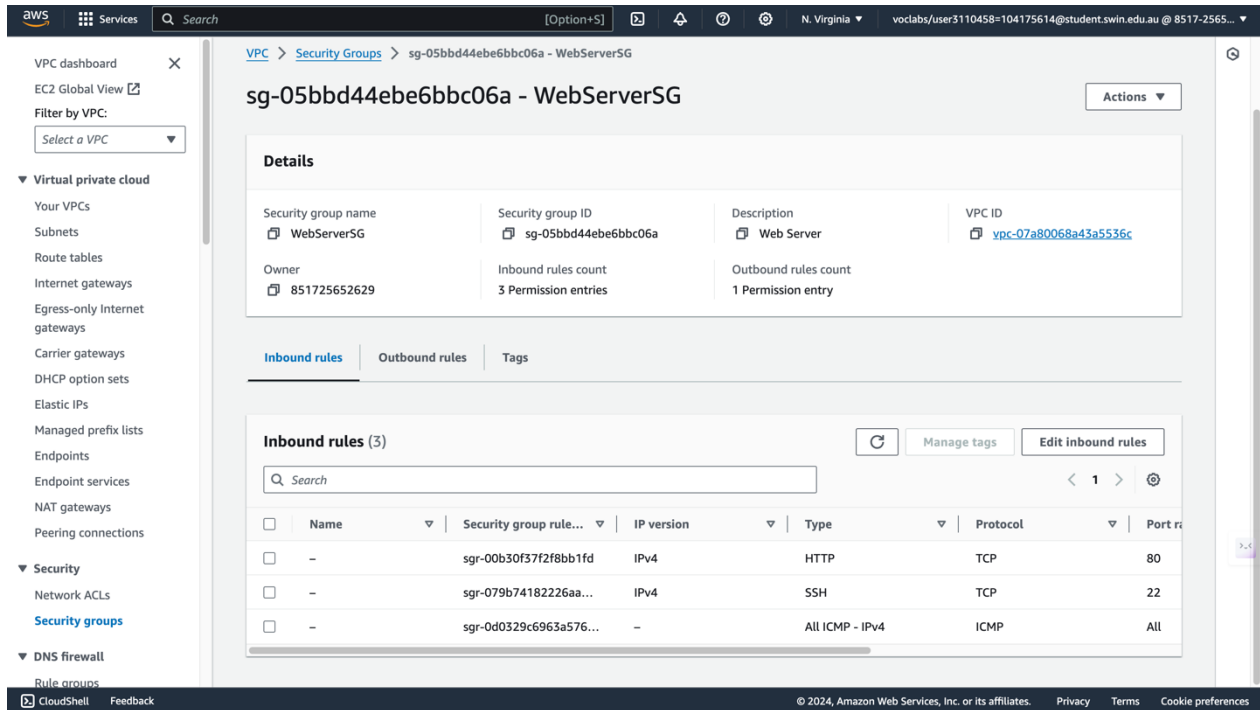 aws
Services
Search [Option+S]
N. Virginia
voclabs/user3110458=104175614@student.swin.edu.au @ 8517-2565...
VPC dashboard
EC2 Global View
Filter by VPC:
Select a VPC
Virtual private cloud
Your VPCs
Subnets
Route tables
Internet gateways
Egress-only Internet
gateways
Carrier gateways
DHCP option sets
Elastic IPs
Managed prefix lists
Endpoints
Endpoint services
NAT gateways
Peering connections
Security
Network ACLs
Security groups
DNS firewall
Rule groups
VPC > Security Groups > sg-05bbd44ebe6bbc06a - WebServerSG
sg-05bbd44ebe6bbc06a - WebServerSG
Actions
Details
Security group name
WebServerSG
Security group ID
sg-05bbd44ebe6bbc06a
Description
Web Server
VPC ID
vpc-07a80068a43a5536c
Owner
851725652629
Inbound rules count
3 Permission entries
Outbound rules count
1 Permission entry
Inbound rules
Outbound rules
Tags
Inbound rules (3)
Manage tags
Edit inbound rules
Search
< 1 >
Name Security group rule... IP version Type Protocol Port ra
– sgr-00b30f37f2f8bb1fd IPv4 HTTP TCP 80
– sgr-079b74182226aa... IPv4 SSH TCP 22
– sgr-0d0329c6963a576... – All ICMP - IPv4 ICMP All
CloudShell
Feedback
© 2024, Amazon Web Services, Inc. or its affiliates.
Privacy
Terms
Cookie preferences